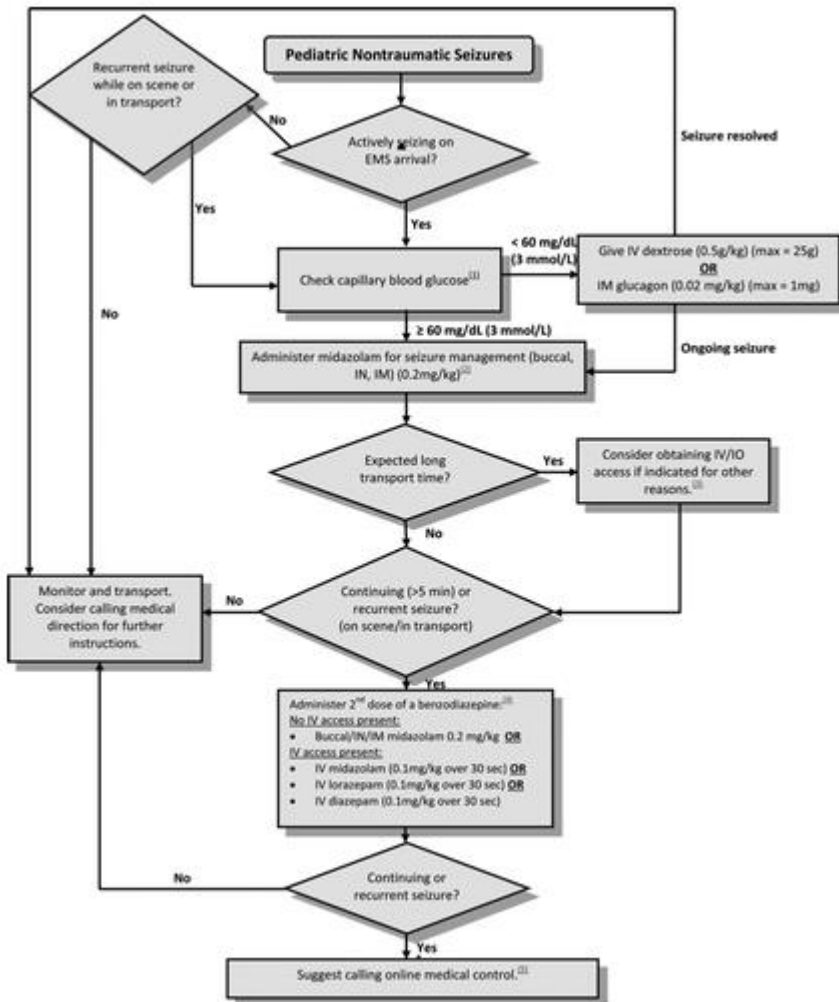 Pediatric Nontraumatic Seizures
Recurrent seizure
while on scene or
in transport?
No
Actively seizing on
EMS arrival?
Seizure resolved
Yes
Yes
< 60 mg/dL
(3 mmol/L)
Check capillary blood glucose(1)
Give IV dextrose (0.5g/kg) (max = 25g)
OR
IM glucagon (0.02 mg/kg) (max = 1mg)
No
≥ 60 mg/dL (3 mmol/L)
Administer midazolam for seizure management (buccal,
IN, IM) (0.2mg/kg)
Ongoing seizure
Expected long
transport time?
Yes
Consider obtaining IV/IO
access if indicated for other
reasons.
No
Monitor and transport.
Consider calling medical
direction for further
instructions.
No
Continuing (>5 min) or
recurrent seizure?
(on scene/in transport)
Yes
Administer 2nd dose of a benzodiazepine:
No IV access present:
• Buccal/IN/IM midazolam 0.2 mg/kg OR
IV access present:
• IV midazolam (0.1mg/kg over 30 sec) OR
• IV lorazepam (0.1mg/kg over 30 sec) OR
• IV diazepam (0.1mg/kg over 30 sec)
No
Continuing or
recurrent seizure?
Yes
Suggest calling online medical control.